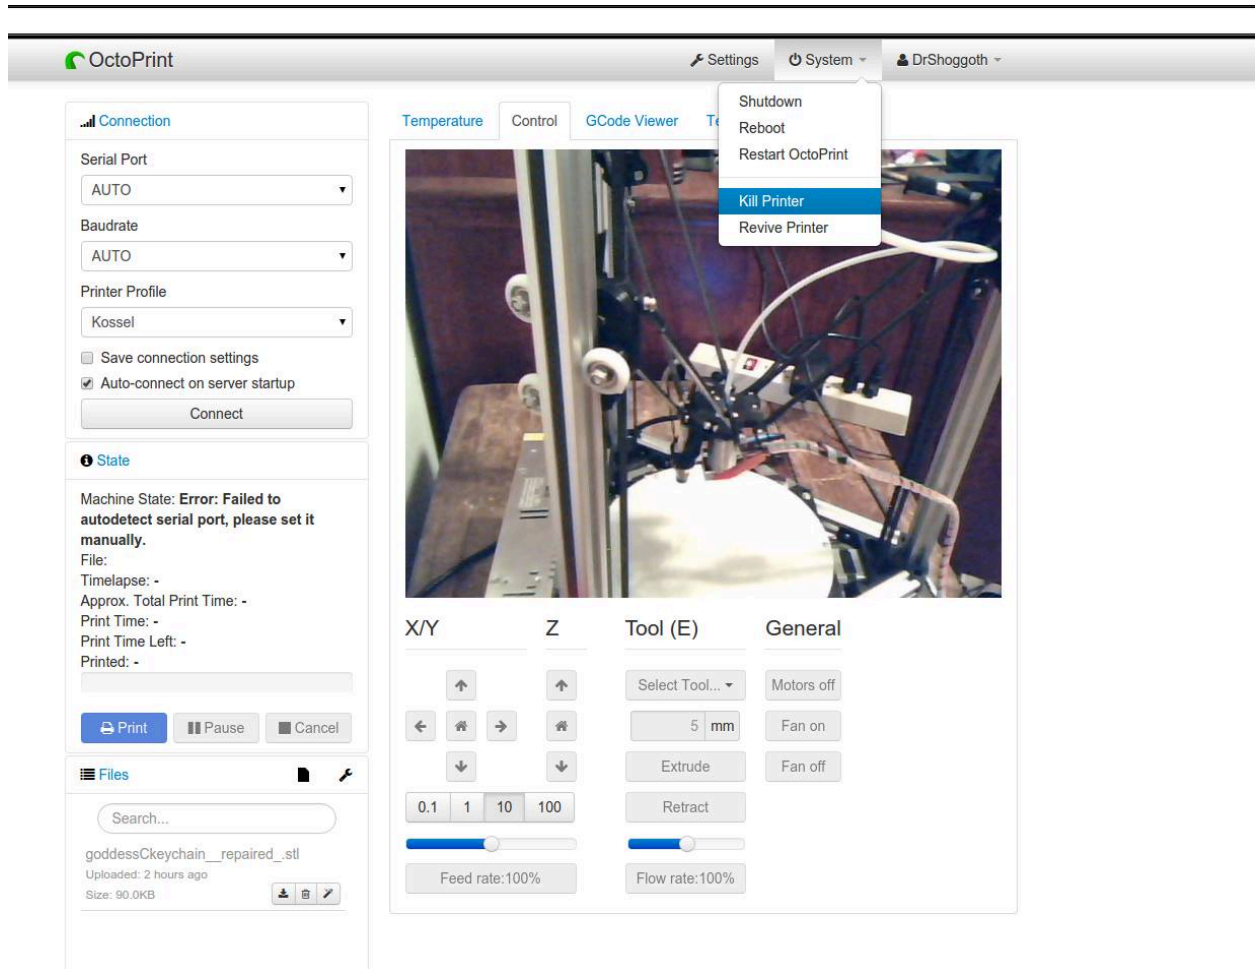 OctoPrint
Settings
System
DrShoggoth
Shutdown
Reboot
Restart OctoPrint
Kill Printer
Revive Printer
Connection
Serial Port
AUTO
Baudrate
AUTO
Printer Profile
Kossel
Save connection settings
Auto-connect on server startup
Connect
State
Machine State: Error: Failed to
autodetect serial port, please set it
manually.
File:
Timelapse: -
Approx. Total Print Time: -
Print Time: -
Print Time Left: -
Printed: -
Print
Pause
Cancel
Files
Search...
goddessCkeychain__repaired_.stl
Uploaded: 2 hours ago
Size: 90.0KB
Temperature
Control
GCode Viewer
X/Y
Z
Tool (E)
General
Select Tool...
Motors off
5 mm
Fan on
Extrude
Fan off
0.1 1 10 100
Retract
Feed rate:100%
Flow rate:100%